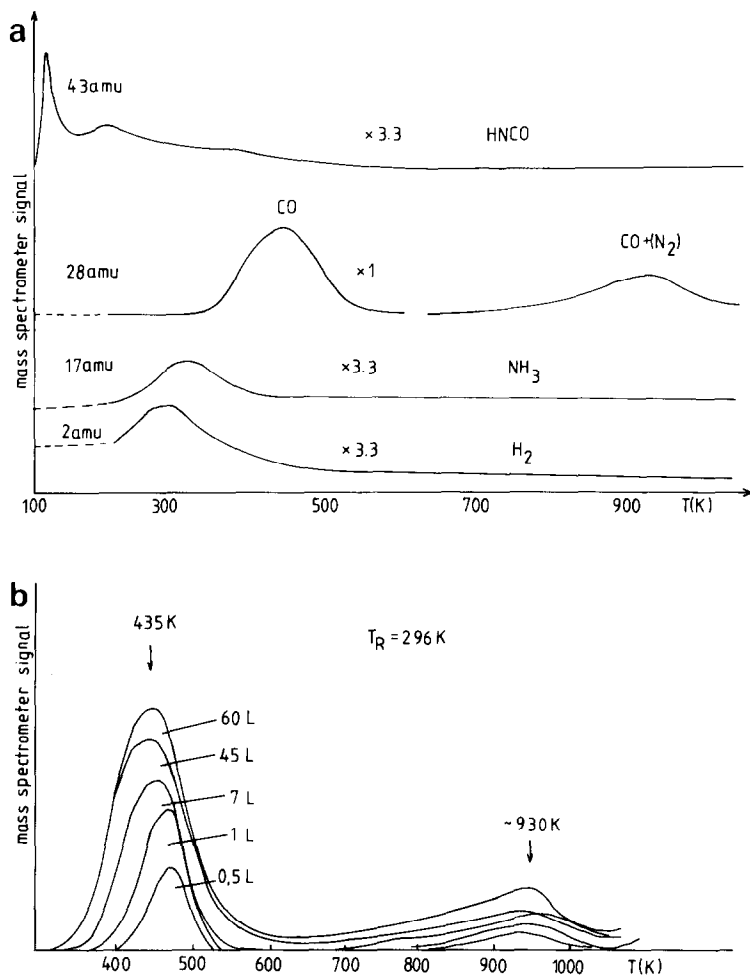 a
mass spectrometer signal
43amu
×3.3
HNCO
CO
28amu
×1
CO+(N₂)
17amu
×3.3
NH₃
2amu
×3.3
H₂
100 300 500 700 900 T(K)
b
mass spectrometer signal
435K
T_R = 296K
60 L
45 L
7 L
1 L
0,5 L
~930K
400 500 600 700 800 900 1000 T(K)